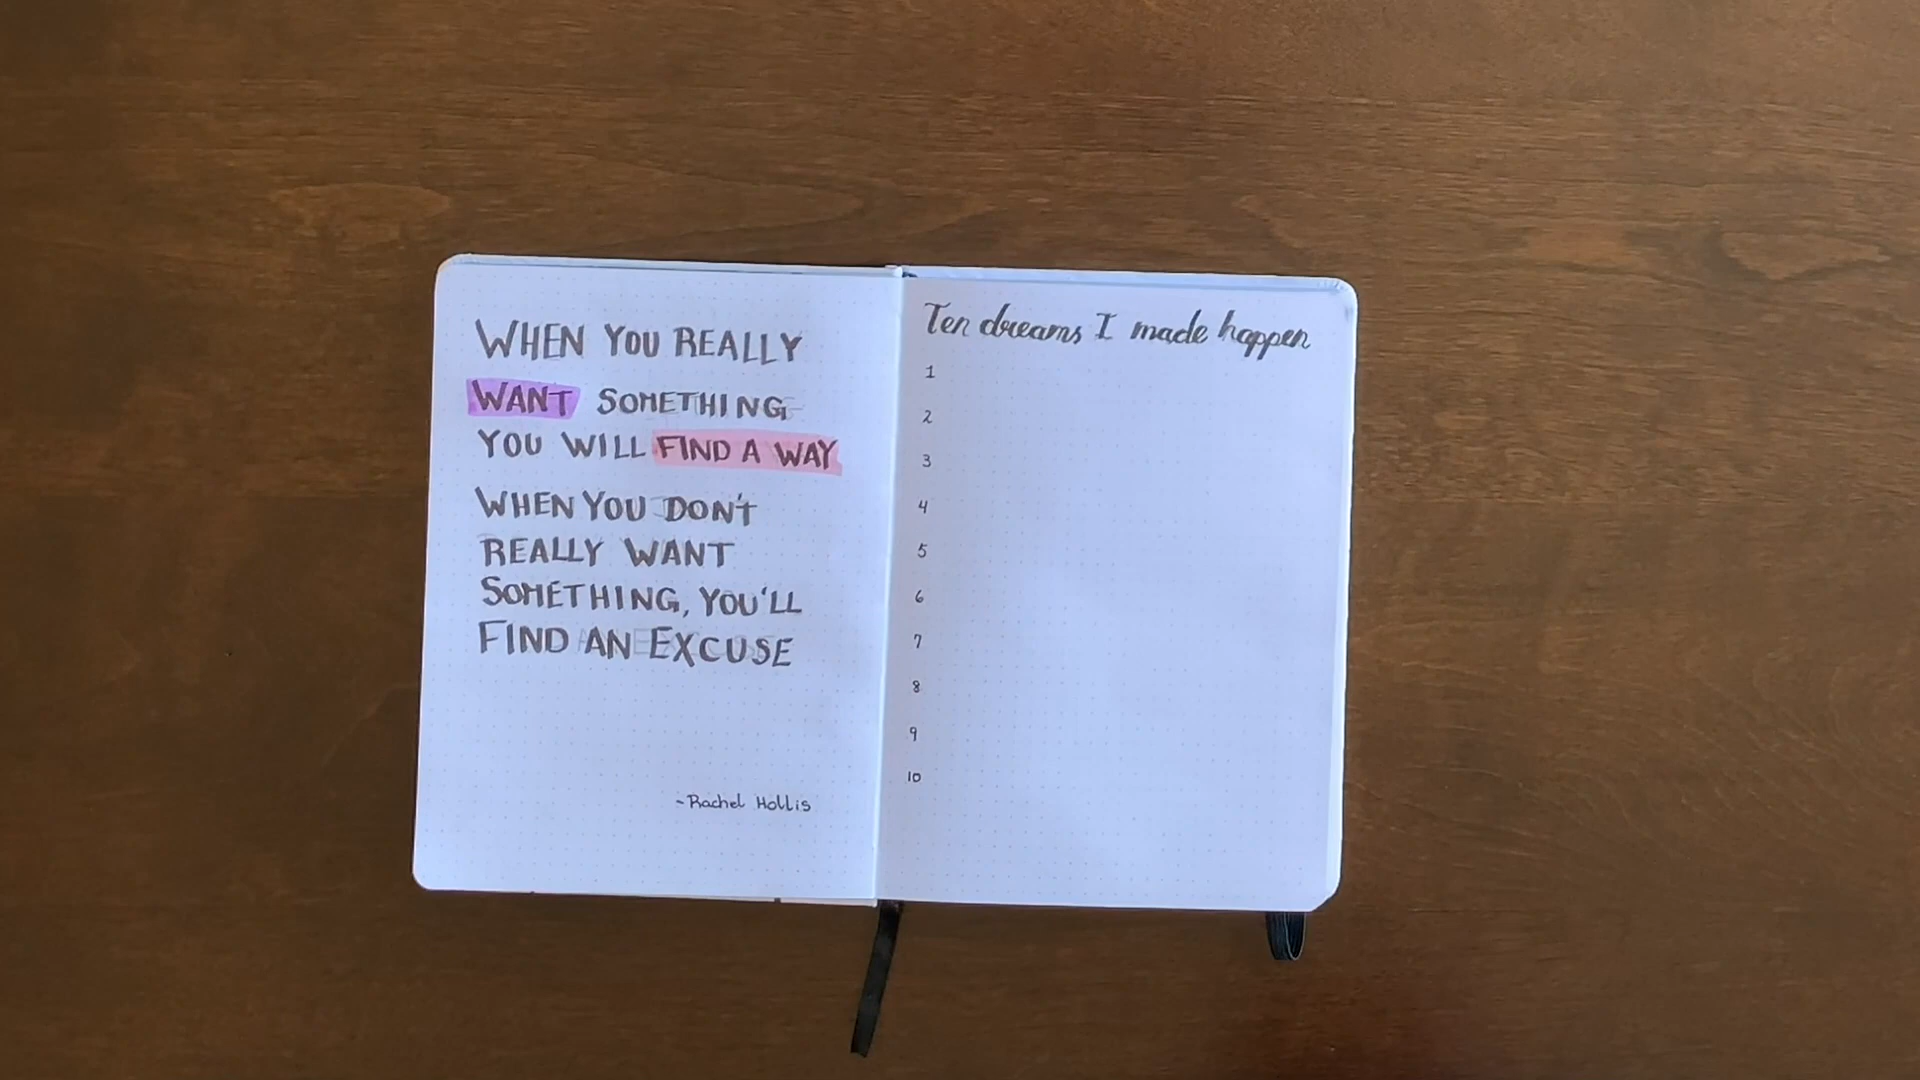 WHEN YOU REALLY
WANT SOMETHING
YOU WILL FIND A WAY
WHEN YOU DON'T
REALLY WANT
SOMETHING, YOU'LL
FIND AN EXCUSE
~Rachel Hollis
Ten dreams I made happen
1
2
3
4
5
6
7
8
9
10